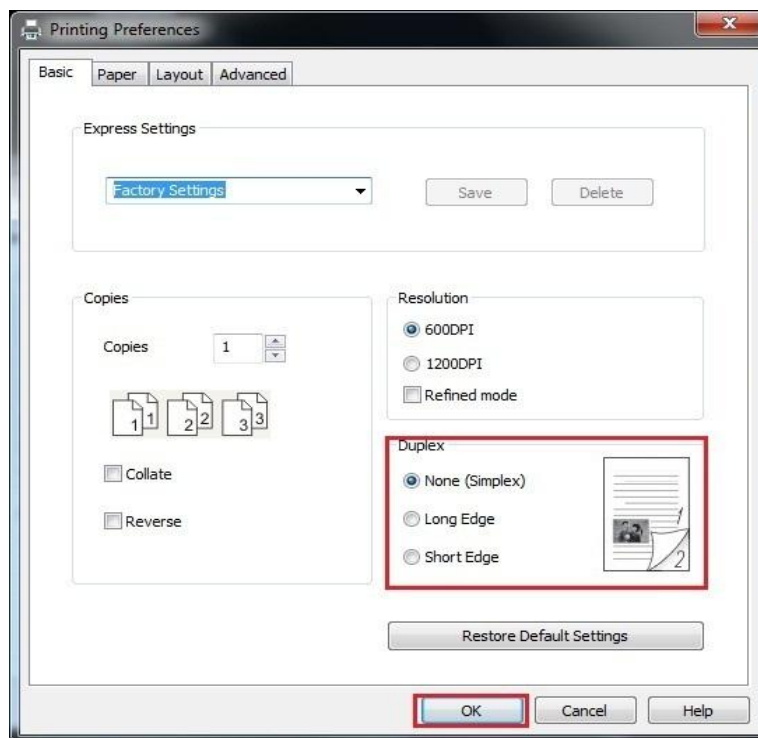 Printing Preferences
Basic Paper Layout Advanced
Express Settings
Factory Settings
Save
Delete
Copies
Copies 1
1 1 2 2 3 3
Collate
Reverse
Resolution
600DPI
1200DPI
Refined mode
Duplex
None (Simplex)
Long Edge
Short Edge
1
2
Restore Default Settings
OK Cancel Help